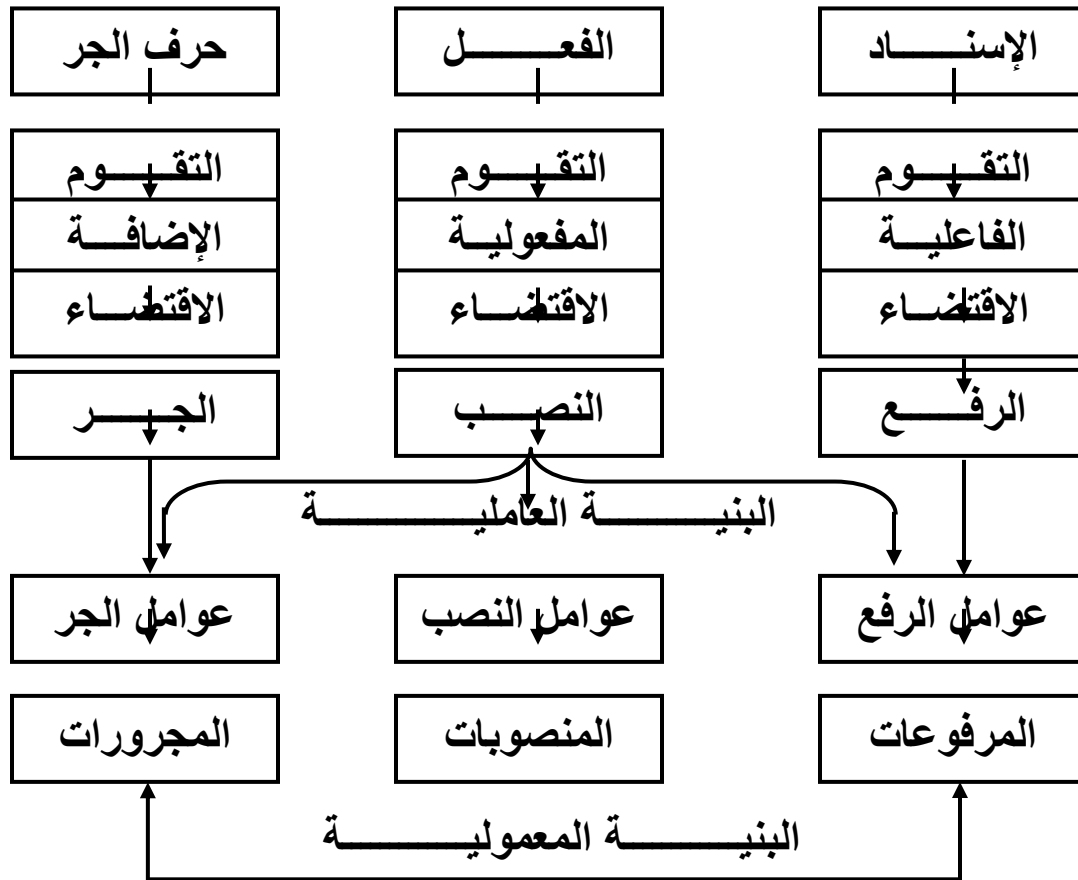 الإسناد الفعل حرف الجر
التقوم التقوم التقوم
الفاعلية المفعولية الإضافة
الاقتضاء الاقتضاء الاقتضاء
الرفع النصب الجر
البنية العاملية
عوامل الرفع عوامل النصب عوامل الجر
المرفوعات المنصوبات المجرورات
البنية المعمولية